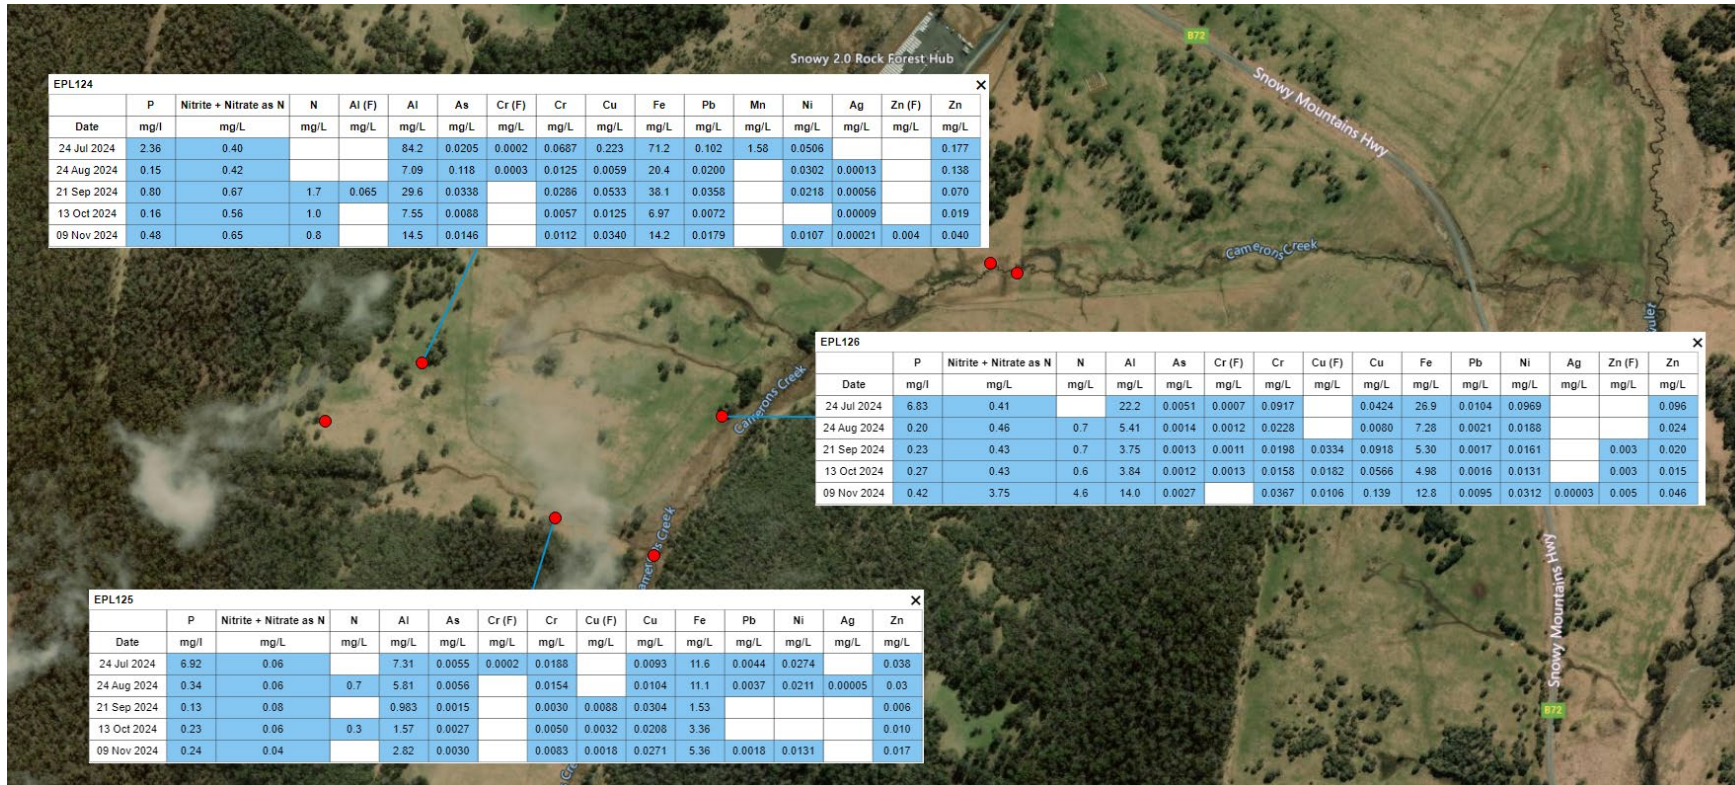 Snowy 2.0 Rock Forest Hub
B72
Snowy Mountains Hwy
EPL124 ×
P Nitrite + Nitrate as N N Al (F) Al As Cr (F) Cr Cu Fe Pb Mn Ni Ag Zn (F) Zn
Date mg/l mg/L mg/L mg/L mg/L mg/L mg/L mg/L mg/L mg/L mg/L mg/L mg/L mg/L mg/L mg/L
24 Jul 2024 2.36 0.40 84.2 0.0205 0.0002 0.0687 0.223 71.2 0.102 1.58 0.0506 0.177
24 Aug 2024 0.15 0.42 7.09 0.118 0.0003 0.0125 0.0059 20.4 0.0200 0.0302 0.00013 0.138
21 Sep 2024 0.80 0.67 1.7 0.065 29.6 0.0338 0.0286 0.0533 38.1 0.0358 0.0218 0.00056 0.070
13 Oct 2024 0.16 0.56 1.0 7.55 0.0088 0.0057 0.0125 6.97 0.0072 0.00009 0.019
09 Nov 2024 0.48 0.65 0.8 14.5 0.0146 0.0112 0.0340 14.2 0.0179 0.0107 0.00021 0.004 0.040
Camerons Creek
EPL126 ×
P Nitrite + Nitrate as N N Al As Cr (F) Cr Cu (F) Cu Fe Pb Ni Ag Zn (F) Zn
Date mg/l mg/L mg/L mg/L mg/L mg/L mg/L mg/L mg/L mg/L mg/L mg/L mg/L mg/L mg/L
24 Jul 2024 6.83 0.41 22.2 0.0051 0.0007 0.0917 0.0424 26.9 0.0104 0.0969 0.096
24 Aug 2024 0.20 0.46 0.7 5.41 0.0014 0.0012 0.0228 0.0080 7.28 0.0021 0.0188 0.024
21 Sep 2024 0.23 0.43 0.7 3.75 0.0013 0.0011 0.0198 0.0334 0.0918 5.30 0.0017 0.0161 0.003 0.020
13 Oct 2024 0.27 0.43 0.6 3.84 0.0012 0.0013 0.0158 0.0182 0.0566 4.98 0.0016 0.0131 0.003 0.015
09 Nov 2024 0.42 3.75 4.6 14.0 0.0027 0.0367 0.0106 0.139 12.8 0.0095 0.0312 0.00003 0.005 0.046
Camerons Creek
Creek
Snowy Mountains Hwy
B72
EPL125 ×
P Nitrite + Nitrate as N N Al As Cr (F) Cr Cu (F) Cu Fe Pb Ni Ag Zn
Date mg/l mg/L mg/L mg/L mg/L mg/L mg/L mg/L mg/L mg/L mg/L mg/L mg/L mg/L
24 Jul 2024 6.92 0.06 7.31 0.0055 0.0002 0.0188 0.0093 11.6 0.0044 0.0274 0.038
24 Aug 2024 0.34 0.06 0.7 5.81 0.0056 0.0154 0.0104 11.1 0.0037 0.0211 0.00005 0.03
21 Sep 2024 0.13 0.08 0.983 0.0015 0.0030 0.0088 0.0304 1.53 0.006
13 Oct 2024 0.23 0.06 0.3 1.57 0.0027 0.0050 0.0032 0.0208 3.36 0.010
09 Nov 2024 0.24 0.04 2.82 0.0030 0.0083 0.0018 0.0271 5.36 0.0018 0.0131 0.017